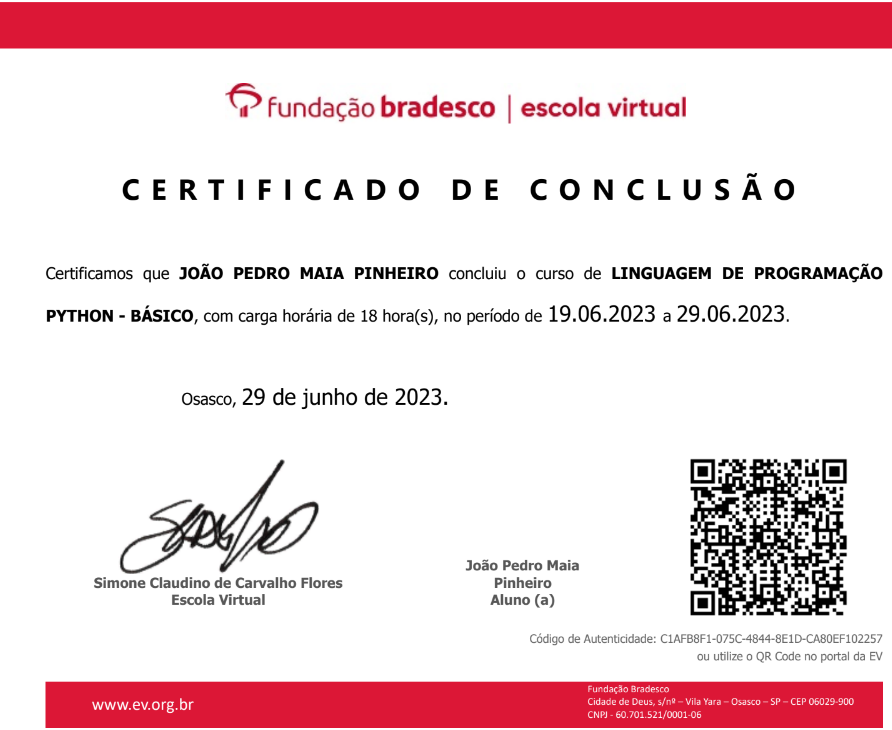 fundação bradesco | escola virtual
CERTIFICADO DE CONCLUSÃO
Certificamos que JOÃO PEDRO MAIA PINHEIRO concluiu o curso de LINGUAGEM DE PROGRAMAÇÃO
PYTHON - BÁSICO, com carga horária de 18 hora(s), no período de 19.06.2023 a 29.06.2023.
Osasco, 29 de junho de 2023.
Simone Claudino de Carvalho Flores
Escola Virtual
João Pedro Maia
Pinheiro
Aluno (a)
Código de Autenticidade: C1AFB8F1-075C-4844-8E1D-CA80EF102257
ou utilize o QR Code no portal da EV
www.ev.org.br
Fundação Bradesco
Cidade de Deus, s/nº – Vila Yara – Osasco – SP – CEP 06029-900
CNPJ - 60.701.521/0001-06